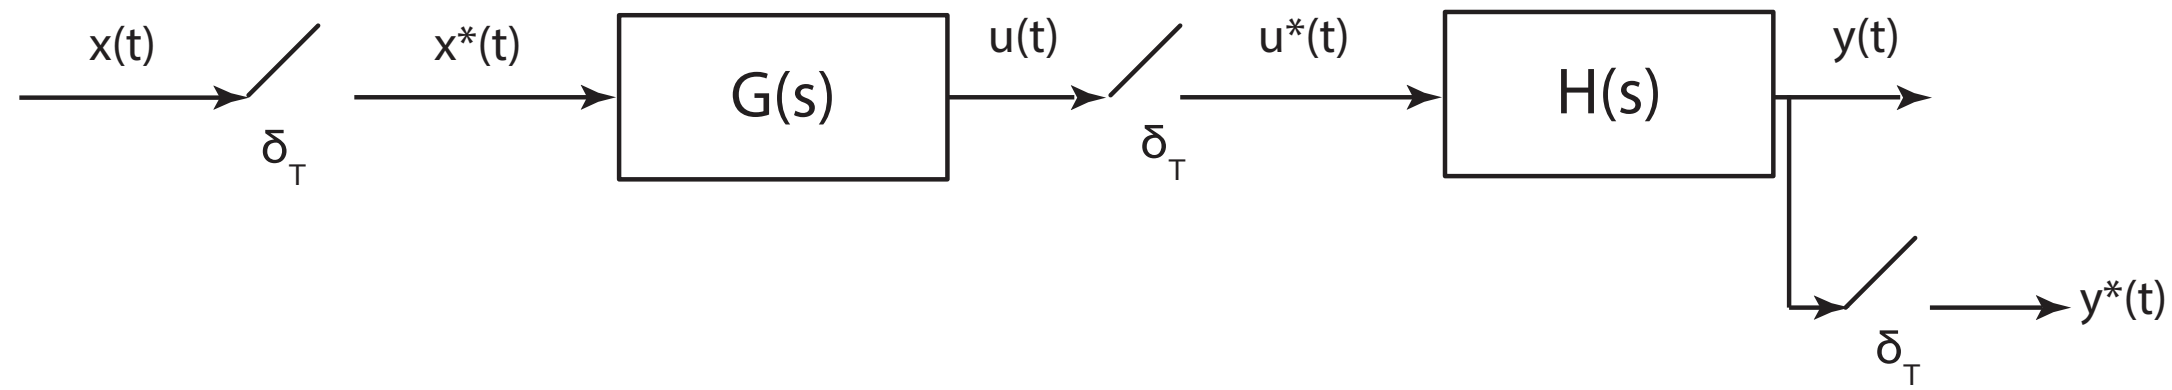 x(t)
x*(t)
G(s)
u(t)
u*(t)
H(s)
y(t)
δT
δT
y*(t)
δT